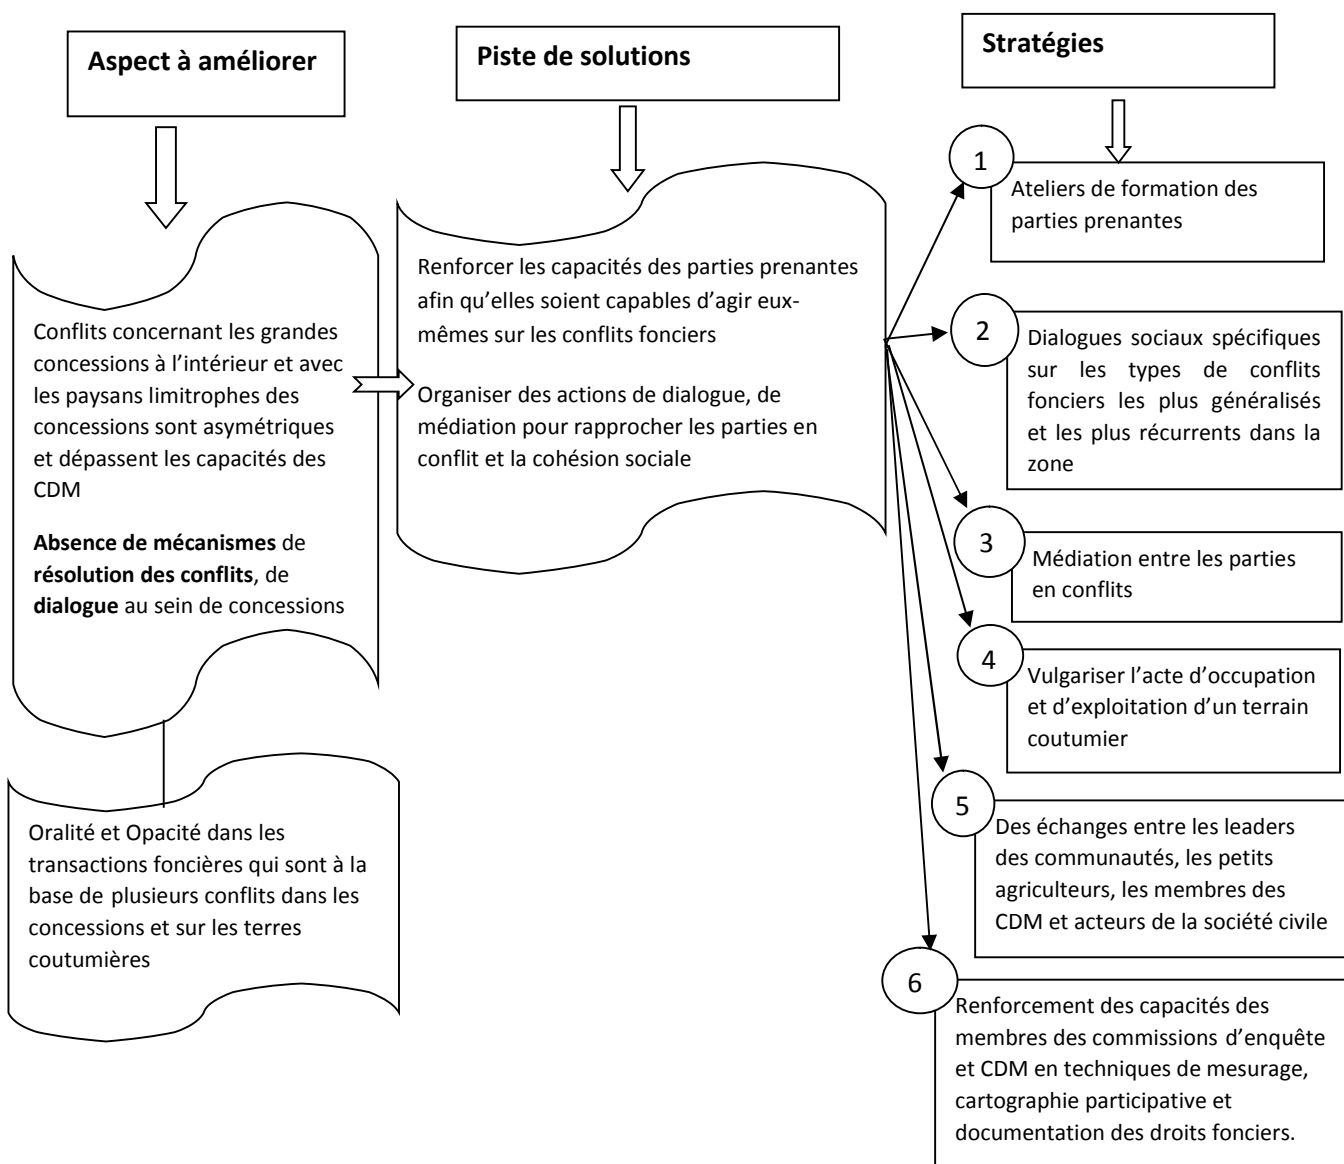 Aspect à améliorer
Conflits concernant les grandes
concessions à l'intérieur et avec
les paysans limitrophes des
concessions sont asymétriques
et dépassent les capacités des
CDM
Absence de mécanismes de
résolution des conflits, de
dialogue au sein de concessions
Oralité et Opacité dans les
transactions foncières qui sont à la
base de plusieurs conflits dans les
concessions et sur les terres
coutumières
Piste de solutions
Renforcer les capacités des parties prenantes
afin qu'elles soient capables d'agir eux-
mêmes sur les conflits fonciers
Organiser des actions de dialogue, de
médiation pour rapprocher les parties en
conflit et la cohésion sociale
Stratégies
1
Ateliers de formation des
parties prenantes
2
Dialogues sociaux spécifiques
sur les types de conflits
fonciers les plus généralisés
et les plus récurrents dans la
zone
3
Médiation entre les parties
en conflits
4
Vulgariser l'acte d'occupation
et d'exploitation d'un terrain
coutumier
5
Des échanges entre les leaders
des communautés, les petits
agriculteurs, les membres des
CDM et acteurs de la société civile
6
Renforcement des capacités des
membres des commissions d'enquête
et CDM en techniques de mesurage,
cartographie participative et
documentation des droits fonciers.